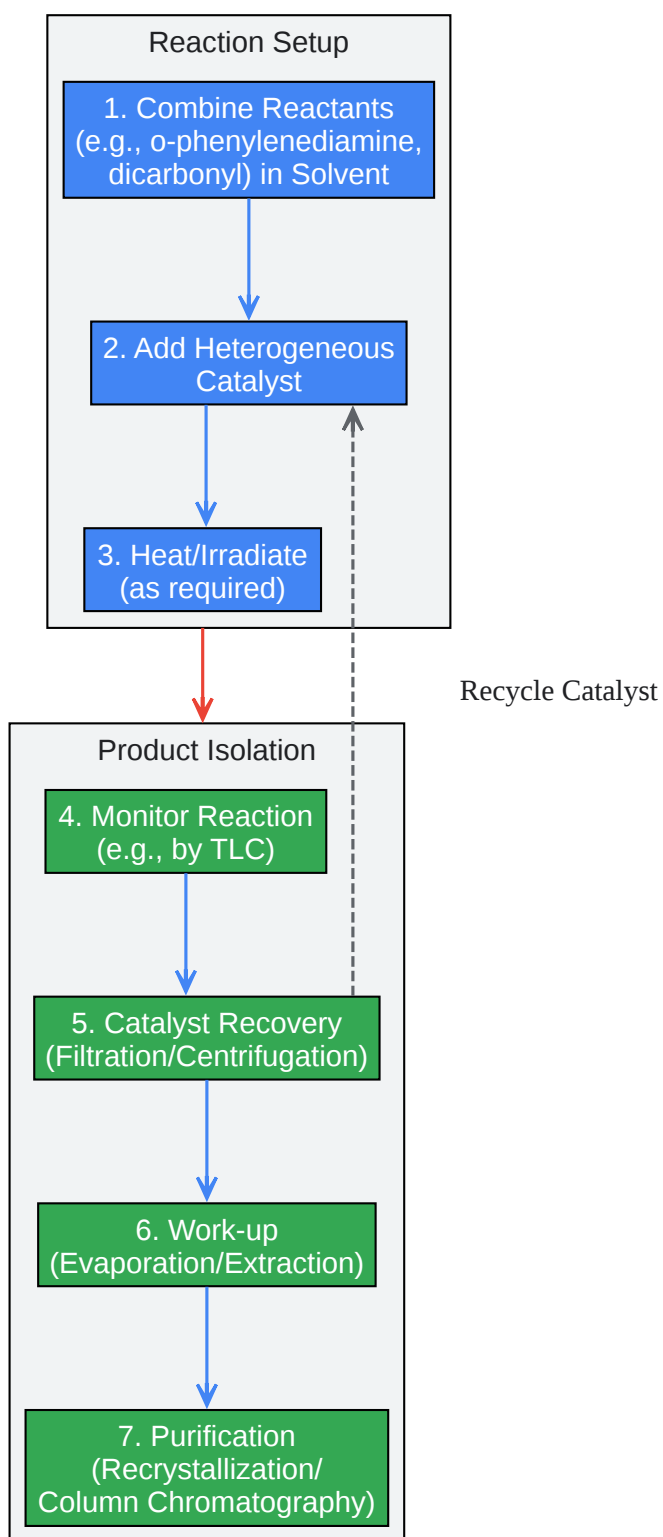 Reaction Setup
1. Combine Reactants
(e.g., o-phenylenediamine,
dicarbonyl) in Solvent
2. Add Heterogeneous
Catalyst
3. Heat/Irradiate
(as required)
Recycle Catalyst
Product Isolation
4. Monitor Reaction
(e.g., by TLC)
5. Catalyst Recovery
(Filtration/Centrifugation)
6. Work-up
(Evaporation/Extraction)
7. Purification
(Recrystallization/
Column Chromatography)